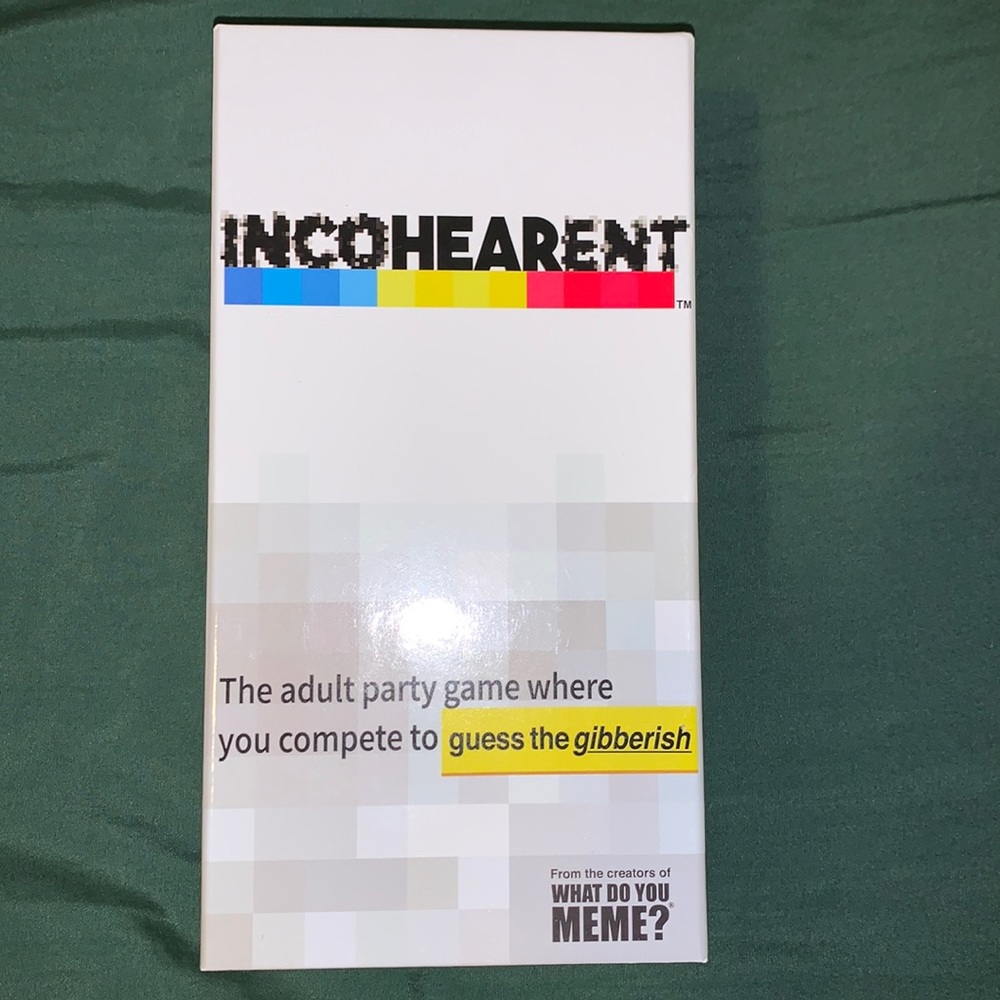 INCOHEARENT
TM
The adult party game where
you compete to guess the gibberish
From the creators of
WHAT DO YOU
MEME?®